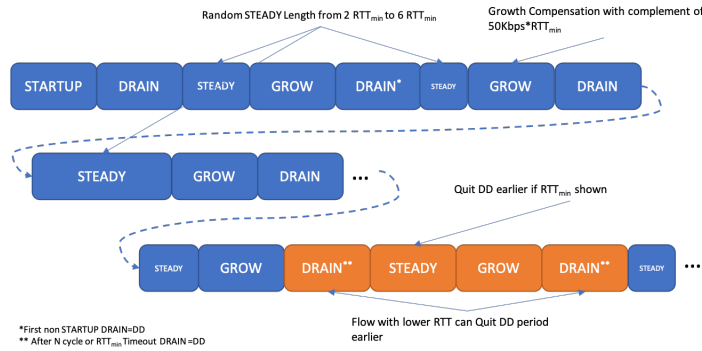 Random STEADY Length from 2 RTTmin to 6 RTTmin
Growth Compensation with complement of
50Kbps*RTTmin
STARTUP DRAIN STEADY GROW DRAIN* STEADY GROW DRAIN
STEADY GROW DRAIN ...
Quit DD earlier if RTTmin shown
STEADY GROW DRAIN** STEADY GROW DRAIN** STEADY ...
Flow with lower RTT can Quit DD period
earlier
*First non STARTUP DRAIN=DD
** After N cycle or RTTmin Timeout DRAIN =DD